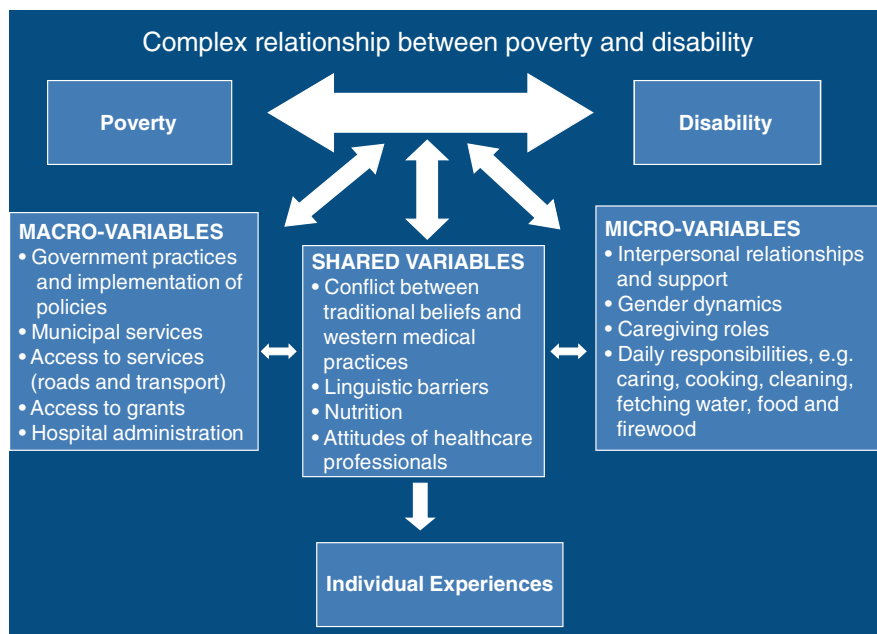 Complex relationship between poverty and disability
Poverty
Disability
MACRO-VARIABLES
• Government practices
and implementation of
policies
• Municipal services
• Access to services
(roads and transport)
• Access to grants
• Hospital administration
SHARED VARIABLES
• Conflict between
traditional beliefs and
western medical
practices
• Linguistic barriers
• Nutrition
• Attitudes of healthcare
professionals
MICRO-VARIABLES
• Interpersonal relationships
and support
• Gender dynamics
• Caregiving roles
• Daily responsibilities, e.g.
caring, cooking, cleaning,
fetching water, food and
firewood
Individual Experiences